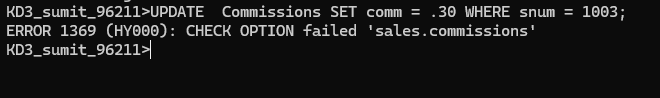 KD3_sumit_96211>UPDATE  Commissions SET comm = .30 WHERE snum = 1003;
ERROR 1369 (HY000): CHECK OPTION failed 'sales.commissions'
KD3_sumit_96211>